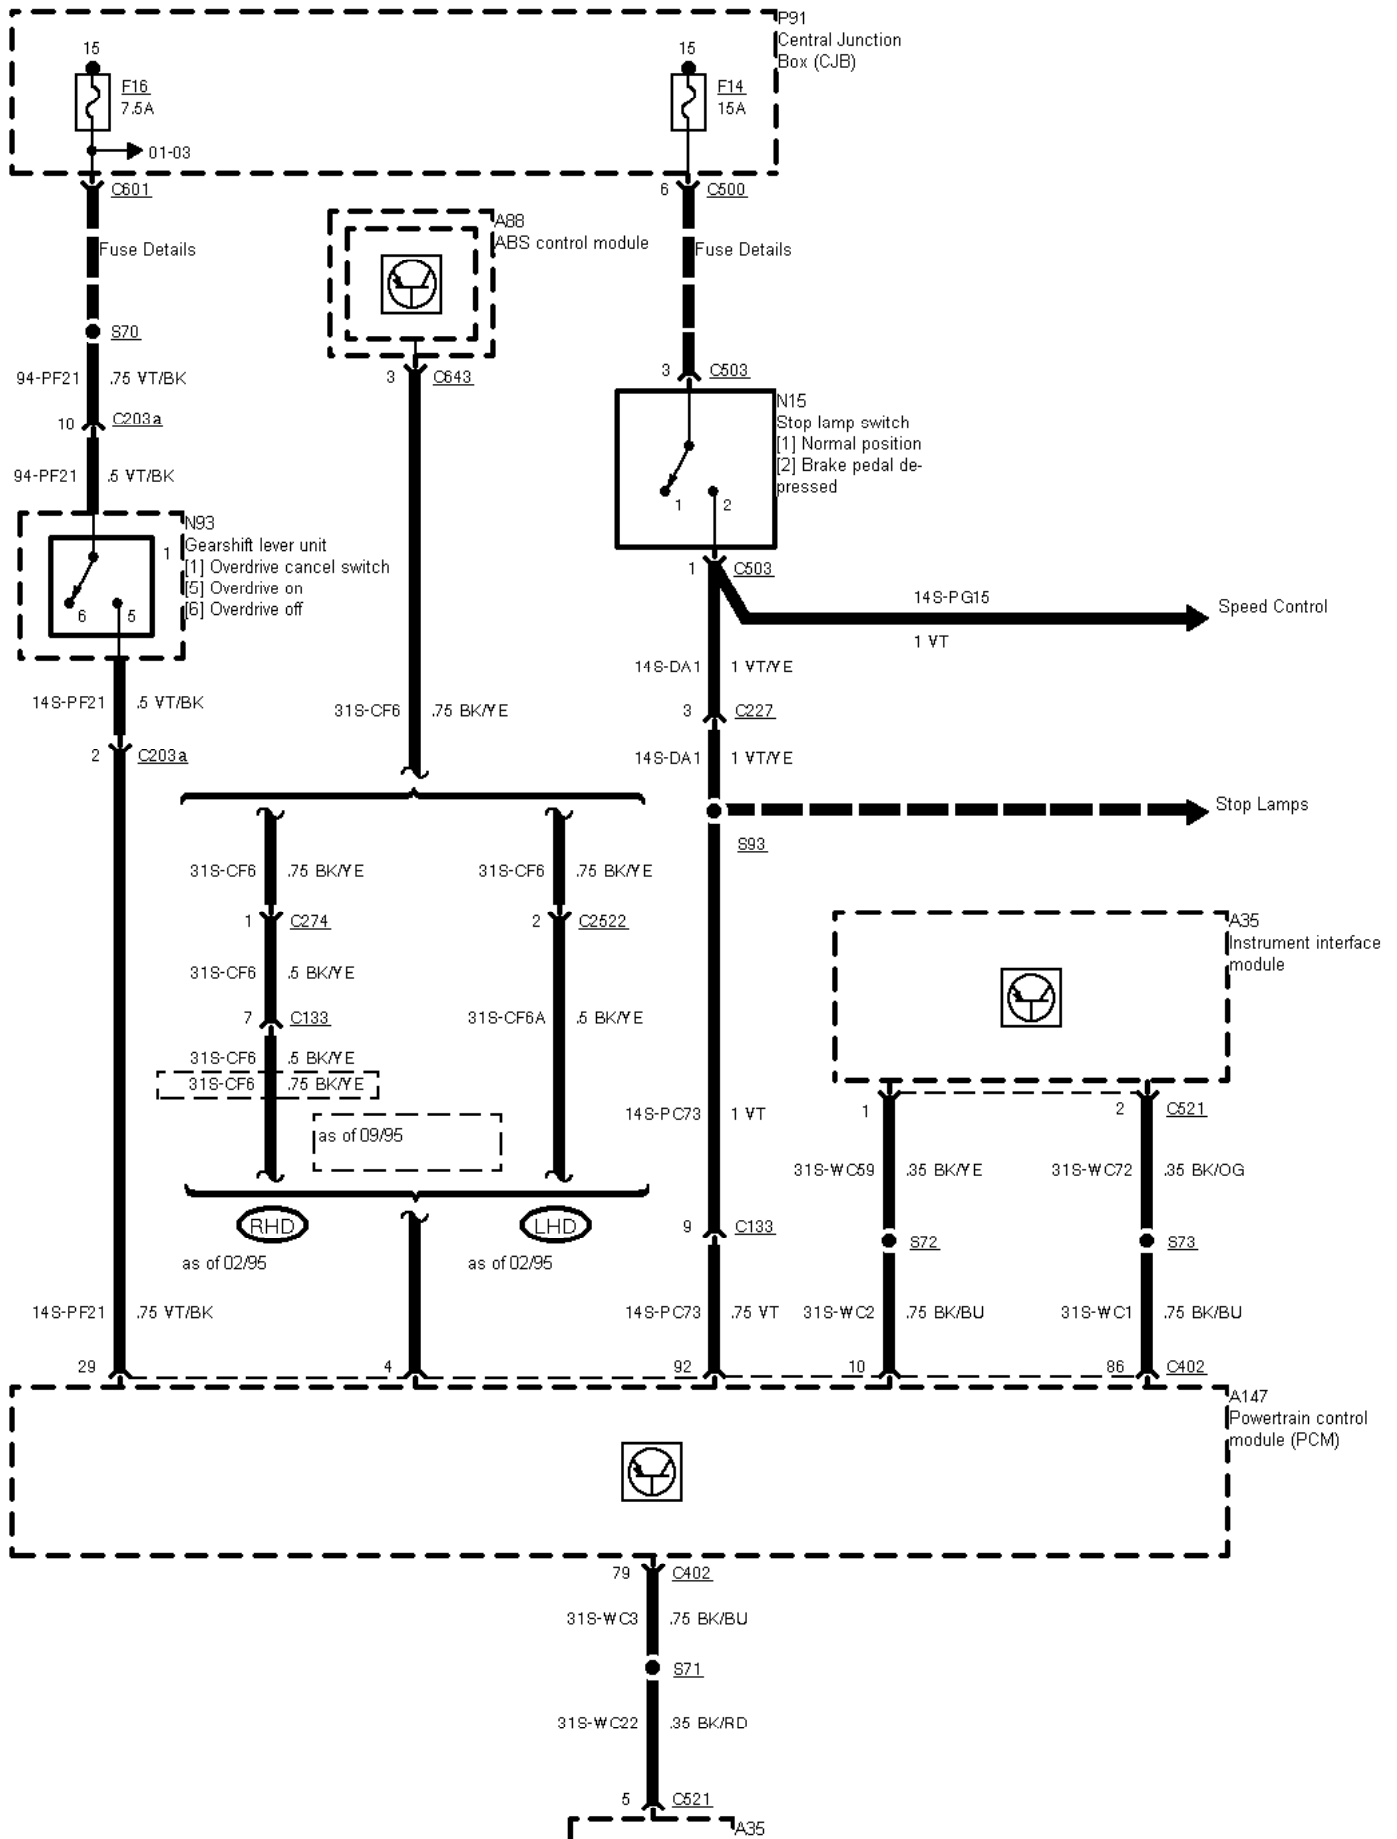 P91
Central Junction
Box (CJB)
15
F16
7.5A
01-03
15
F14
15A
C601
6 C500
Fuse Details
A88
ABS control module
Fuse Details
S70
94-PF21 .75 VT/BK
3 C643
3 C503
10 C203a
N15
Stop lamp switch
[1] Normal position
[2] Brake pedal de-
pressed
1 2
94-PF21 .5 VT/BK
N93
Gearshift lever unit
[1] Overdrive cancel switch
[5] Overdrive on
[6] Overdrive off
1
6 5
1 C503
14S-PG15
1 VT
Speed Control
14S-DA1 1 VT/YE
14S-PF21 .5 VT/BK
31S-CF6 .75 BK/YE
3 C227
2 C203a
14S-DA1 1 VT/YE
Stop Lamps
S93
31S-CF6 .75 BK/YE
31S-CF6 .75 BK/YE
1 C274
2 C2522
A35
Instrument interface
module
31S-CF6 .5 BK/YE
7 C133
31S-CF6A .5 BK/YE
31S-CF6 .5 BK/YE
31S-CF6 .75 BK/YE
as of 09/95
14S-PC73 1 VT
1
2 C521
31S-WC59 .35 BK/YE
31S-WC72 .35 BK/OG
RHD
LHD
9 C133
S72
S73
as of 02/95
as of 02/95
14S-PF21 .75 VT/BK
14S-PC73 .75 VT
31S-WC2 .75 BK/BU
31S-WC1 .75 BK/BU
29
4
92
10
86 C402
A147
Powertrain control
module (PCM)
79 C402
31S-WC3 .75 BK/BU
S71
31S-WC22 .35 BK/RD
5 C521
A35